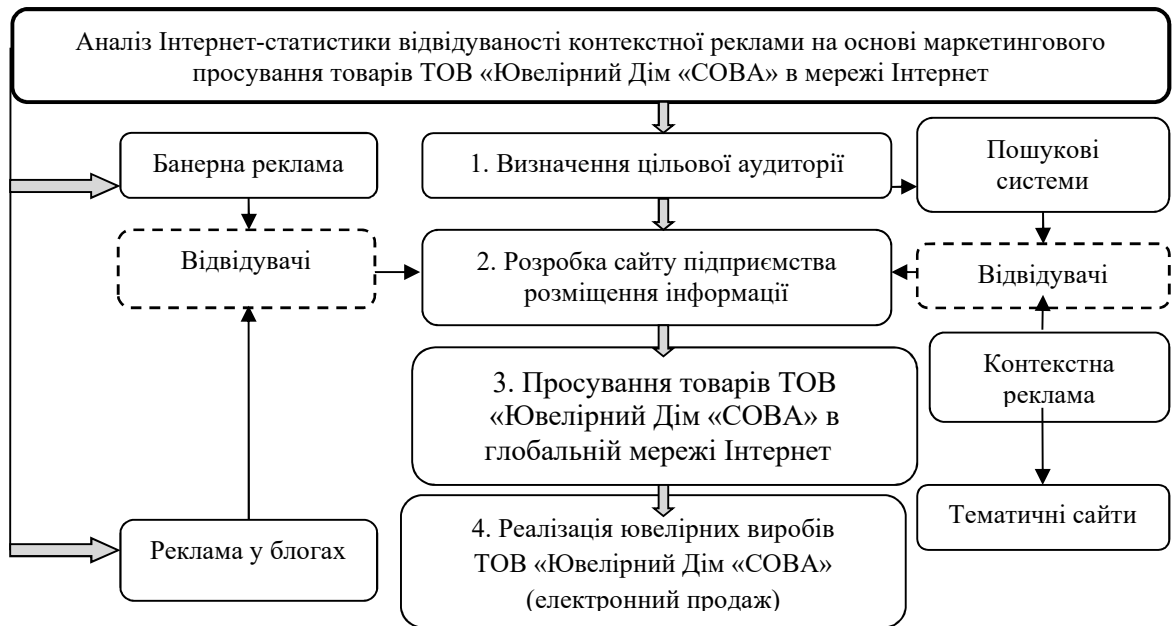 Аналіз Інтернет-статистики відвідуваності контекстної реклами на основі маркетингового
просування товарів ТОВ «Ювелірний Дім «СОВА» в мережі Інтернет
Банерна реклама
1. Визначення цільової аудиторії
Пошукові
системи
Відвідувачі
2. Розробка сайту підприємства
розміщення інформації
Відвідувачі
3. Просування товарів ТОВ
«Ювелірний Дім «СОВА» в
глобальній мережі Інтернет
Контекстна
реклама
Реклама у блогах
4. Реалізація ювелірних виробів
ТОВ «Ювелірний Дім «СОВА»
(електронний продаж)
Тематичні сайти